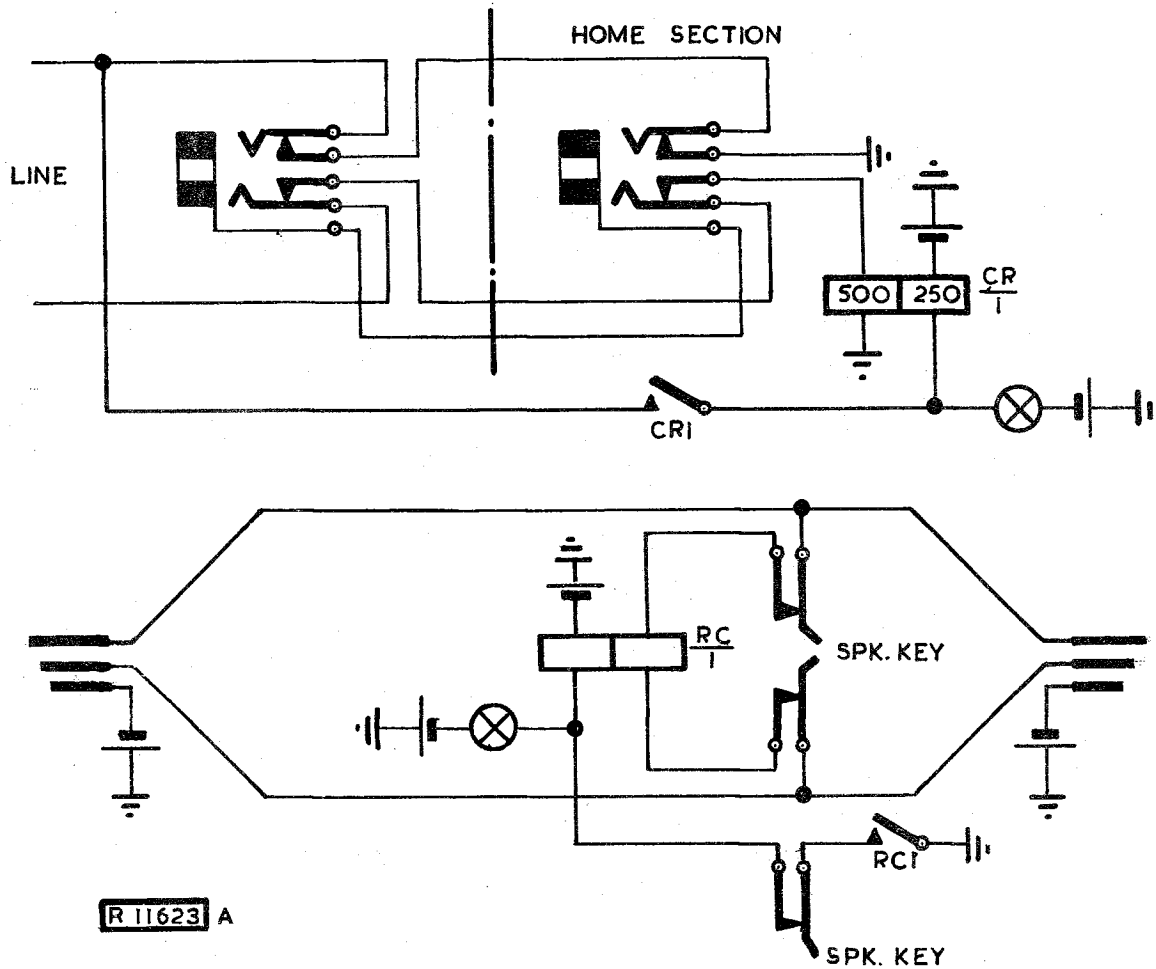 HOME SECTION
LINE
500 250
CR
1
CR1
RC
1
SPK. KEY
RC1
R 11623 A
SPK. KEY